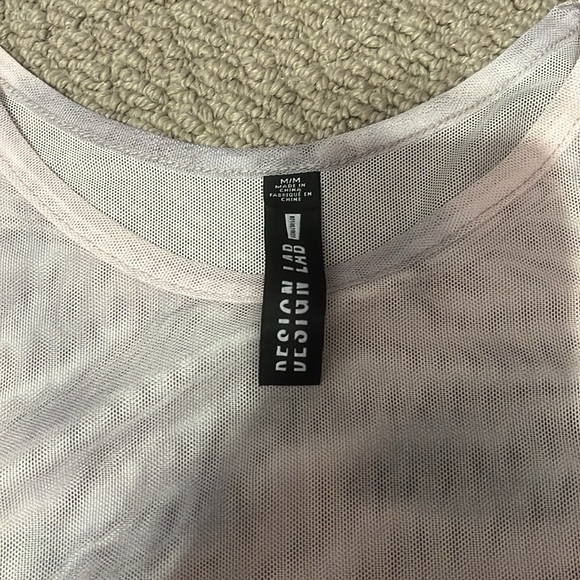 M/M
MADE IN
CHINA
FABRIQUÉ EN
CHINE
DESIGN LAB